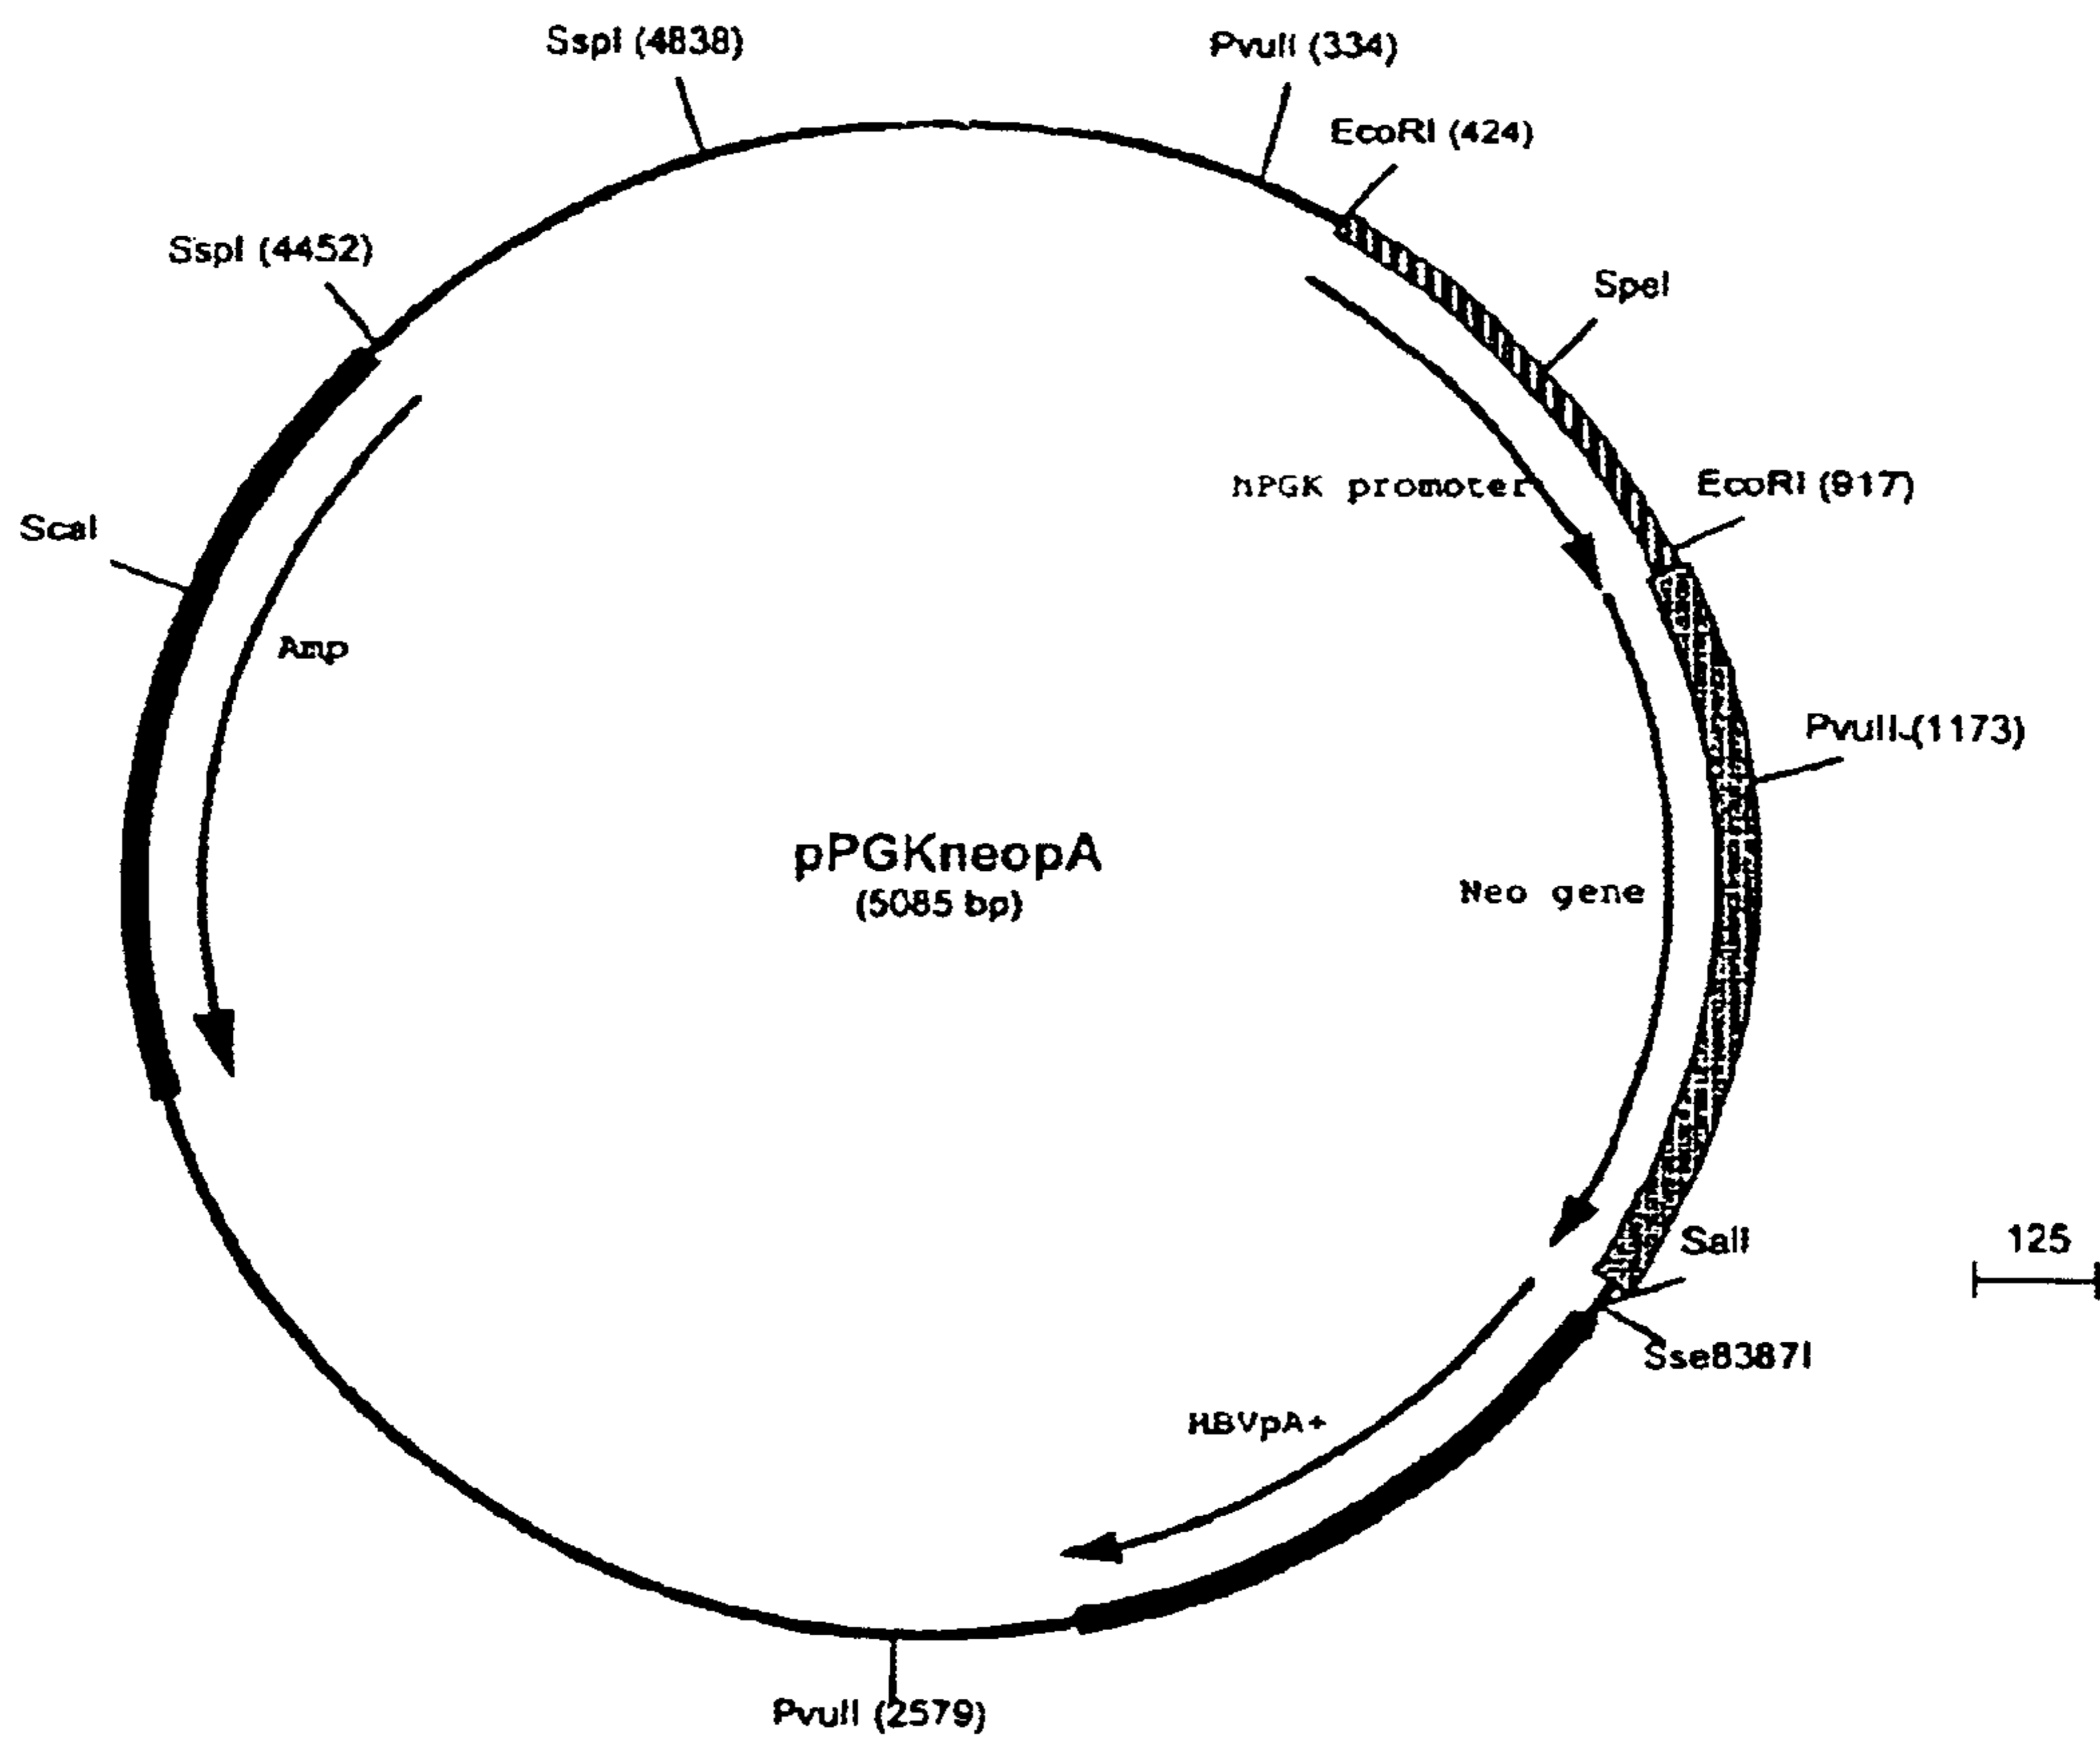 SspI (4838)
PvuII (334)
EcoRI (424)
SspI (4452)
SpeI
hPGK promoter
EcoRI (917)
ScaI
Amp
PvuII (1173)
pPGKneopA
(5085 bp)
Neo gene
SalI
125
Sse8387I
HBVpA+
PvuII (2579)